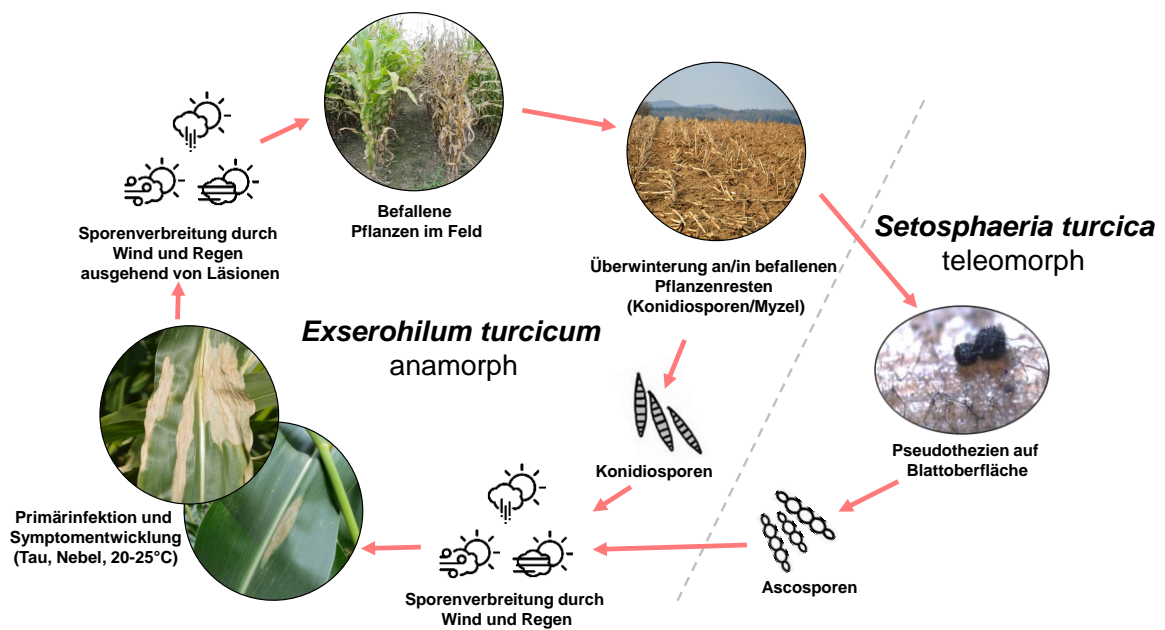 Befallene
Pflanzen im Feld
Sporenverbreitung durch
Wind und Regen
ausgehend von Läsionen
Setosphaeria turcica
teleomorph
Überwinterung an/in befallenen
Pflanzenresten
(Konidiosporen/Myzel)
Exserohilum turcicum
anamorph
Pseudothezien auf
Blattoberfläche
Konidiosporen
Primärinfektion und
Symptomentwicklung
(Tau, Nebel, 20-25°C)
Ascosporen
Sporenverbreitung durch
Wind und Regen